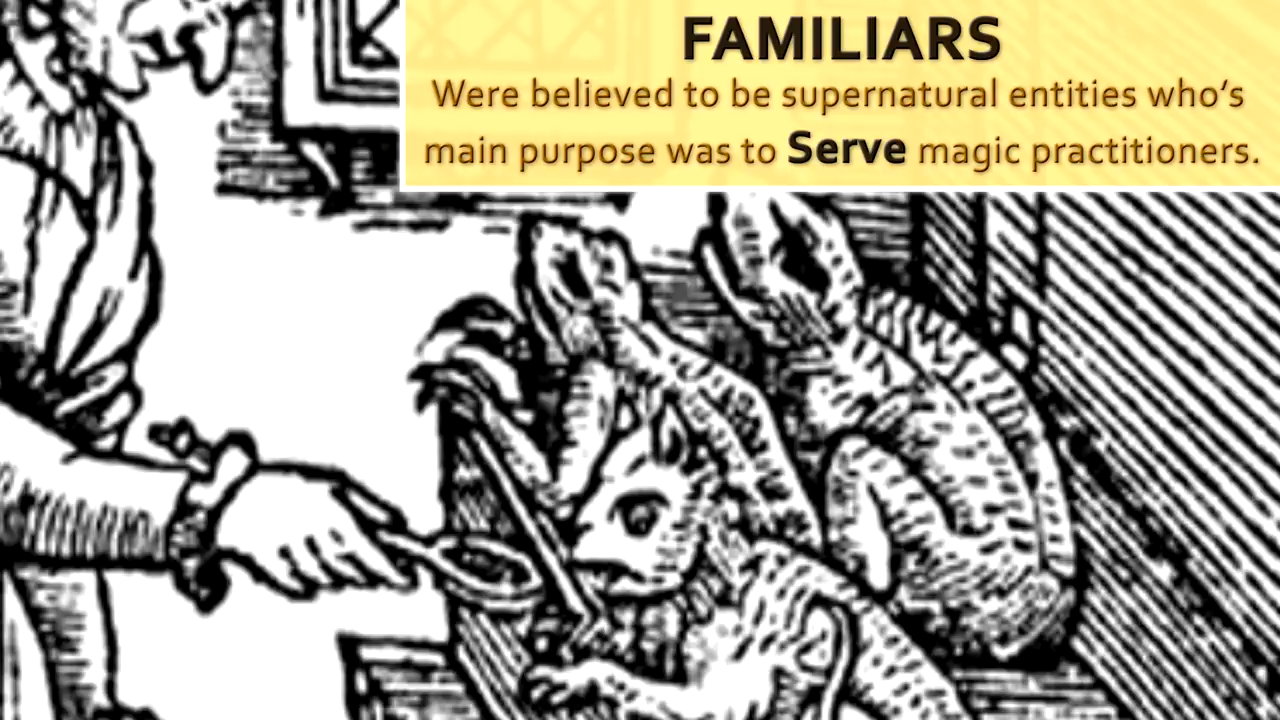 FAMILIARS
Were believed to be supernatural entities who's
main purpose was to Serve magic practitioners.